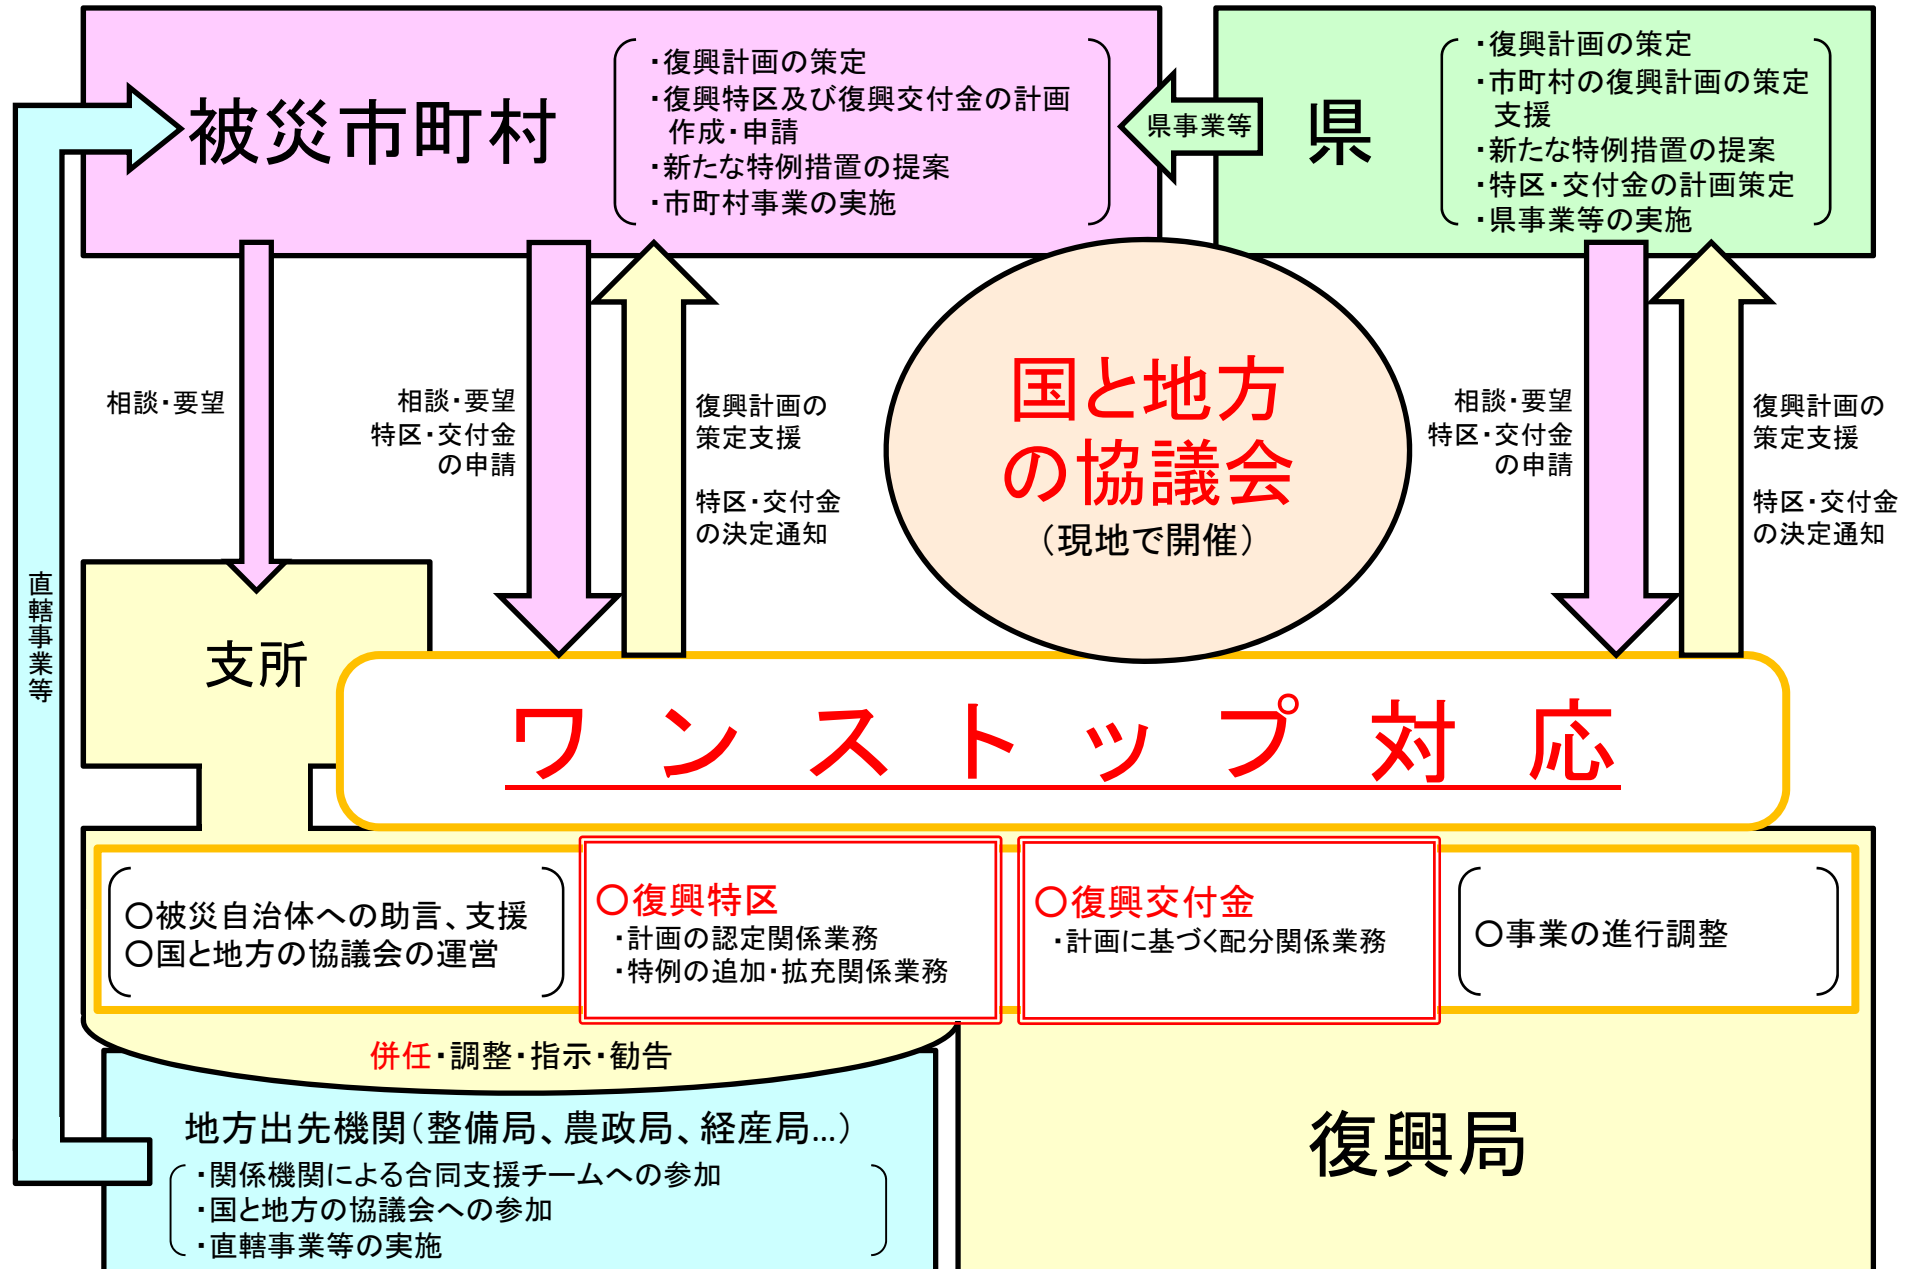 被災市町村
・復興計画の策定
・復興特区及び復興交付金の計画
作成・申請
・新たな特例措置の提案
・市町村事業の実施
県事業等
県
・復興計画の策定
・市町村の復興計画の策定
支援
・新たな特例措置の提案
・特区・交付金の計画策定
・県事業等の実施
相談・要望
相談・要望
特区・交付金
の申請
復興計画の
策定支援
特区・交付金
の決定通知
国と地方
の協議会
（現地で開催）
相談・要望
特区・交付金
の申請
復興計画の
策定支援
特区・交付金
の決定通知
直轄事業等
支所
ワンストップ対応
○被災自治体への助言、支援
○国と地方の協議会の運営
○復興特区
・計画の認定関係業務
・特例の追加・拡充関係業務
○復興交付金
・計画に基づく配分関係業務
○事業の進行調整
併任・調整・指示・勧告
地方出先機関（整備局、農政局、経産局…）
・関係機関による合同支援チームへの参加
・国と地方の協議会への参加
・直轄事業等の実施
復興局